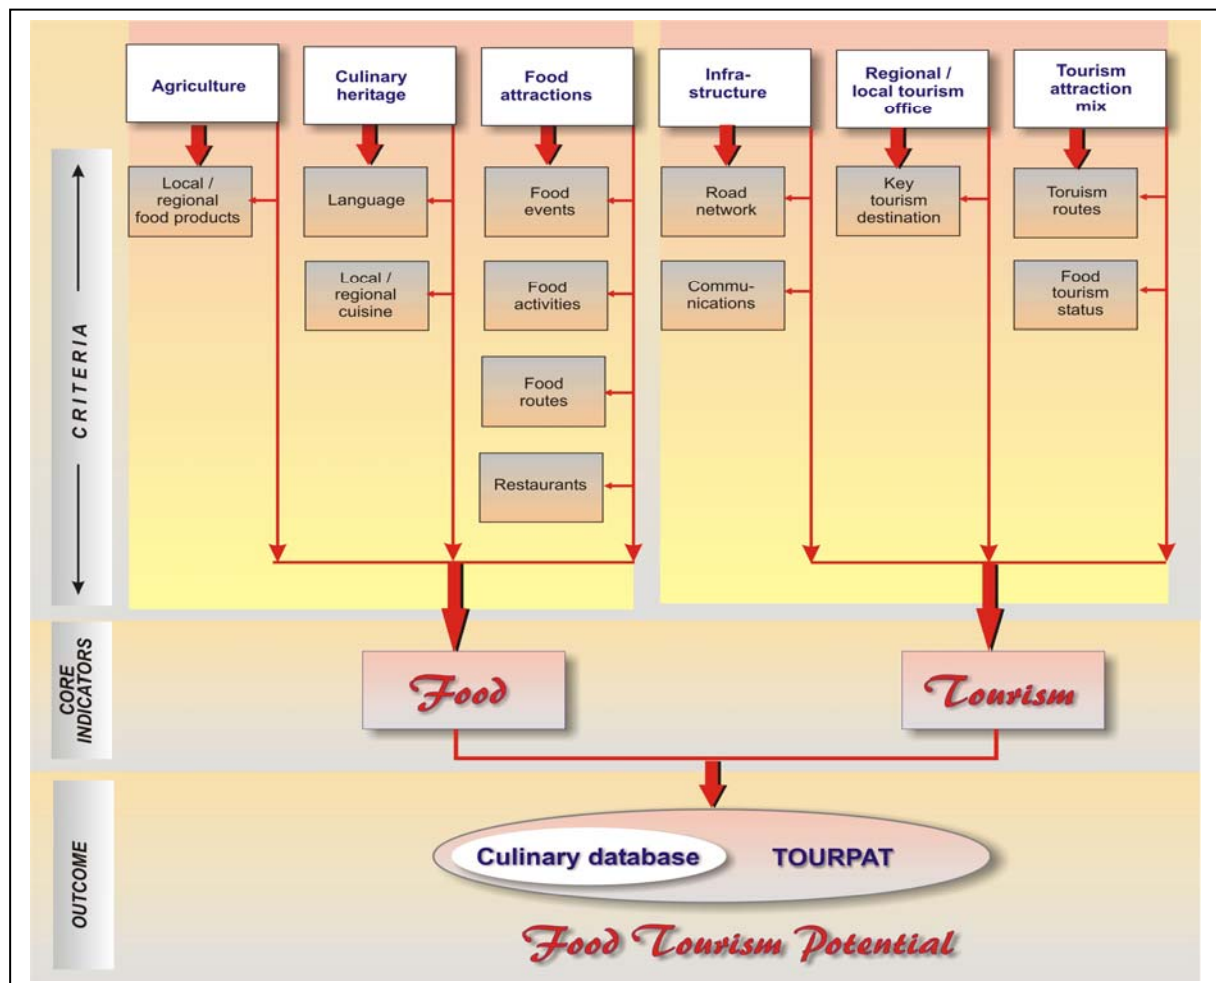 Agriculture
Culinary
heritage
Food
attractions
Infra-
structure
Regional /
local tourism
office
Tourism
attraction
mix
Local /
regional
food products
Language
Food
events
Road
network
Key
tourism
destination
Toruism
routes
Local /
regional
cuisine
Food
activities
Commu-
nications
Food
tourism
status
Food
routes
Restaurants
CRITERIA
CORE
INDICATORS
Food
Tourism
OUTCOME
Culinary database
TOURPAT
Food Tourism Potential